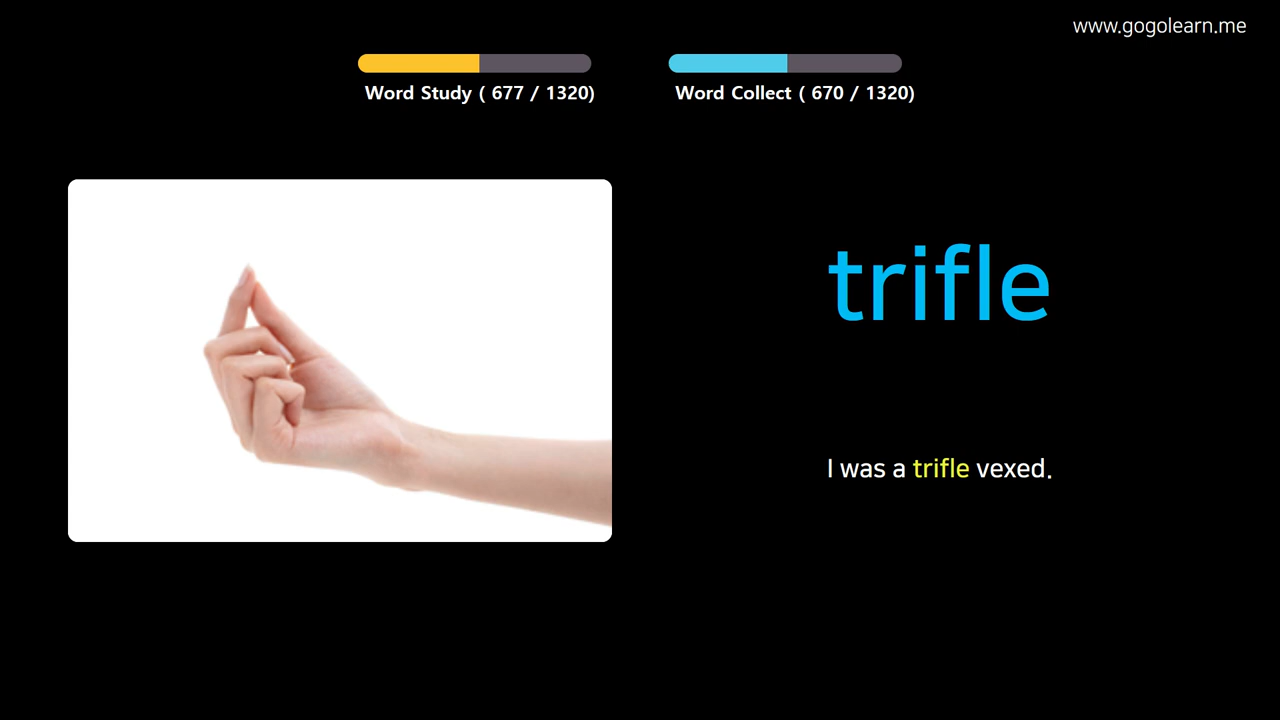 www.gogolearn.me
Word Study ( 677 / 1320)
Word Collect ( 670 / 1320)
trifle
I was a trifle vexed.